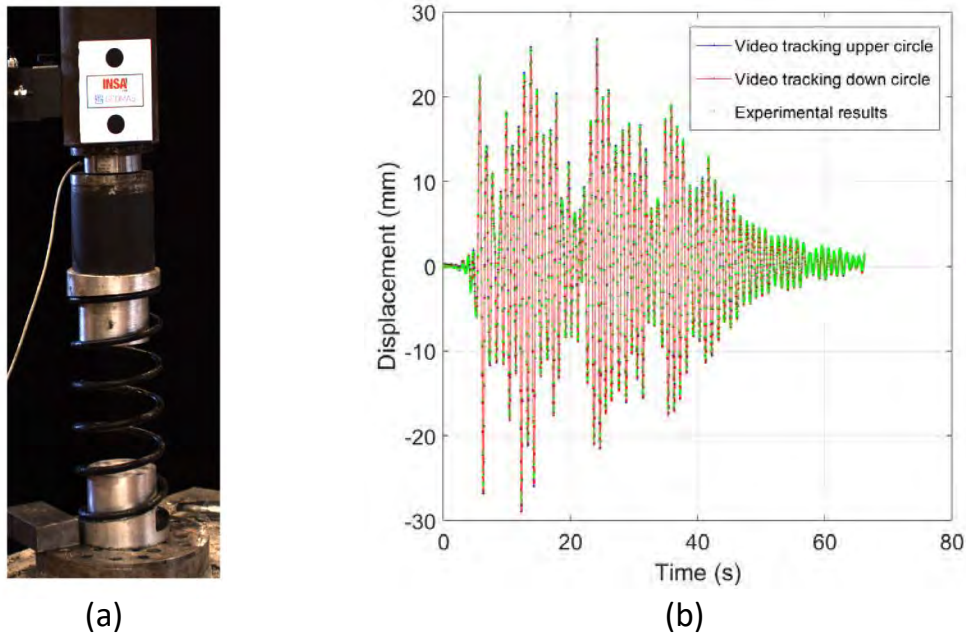 INSA
Video tracking upper circle
Video tracking down circle
Experimental results
30
20
10
0
-10
-20
-30
Displacement (mm)
0
20
40
60
80
Time (s)
(a)
(b)